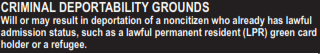 CRIMINAL DEPORTABILITY GROUNDS
Will or may result in deportation of a noncitizen who already has lawful
admission status, such as a lawful permanent resident (LPR) green card
holder or a refugee.